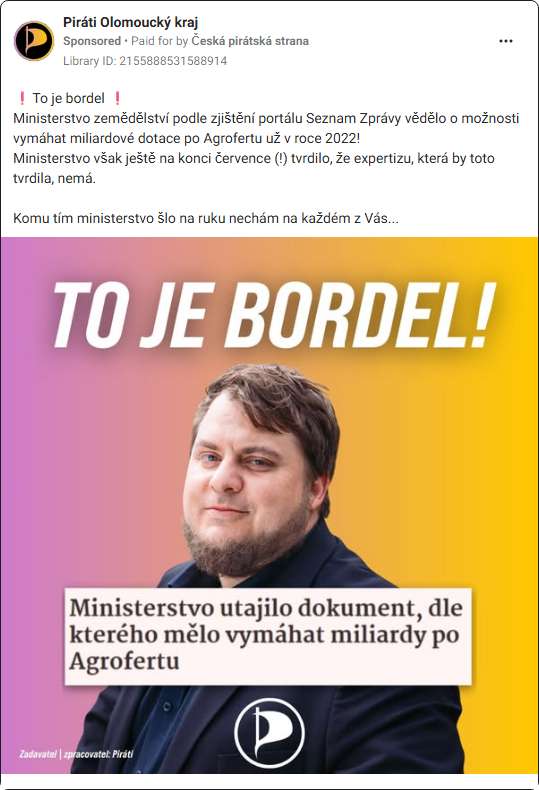 Piráti Olomoucký kraj
Sponsored • Paid for by Česká pirátská strana
Library ID: 2155888531588914
❗ To je bordel ❗
Ministerstvo zemědělství podle zjištění portálu Seznam Zprávy vědělo o možnosti
vymáhat miliardové dotace po Agrofertu už v roce 2022!
Ministerstvo však ještě na konci července (!) tvrdilo, že expertizu, která by toto
tvrdila, nemá.
Komu tím ministerstvo šlo na ruku nechám na každém z Vás...
TO JE BORDEL!
Ministerstvo utajilo dokument, dle
kterého mělo vymáhat miliardy po
Agrofertu
Zadavatel | zpracovatel: Piráti